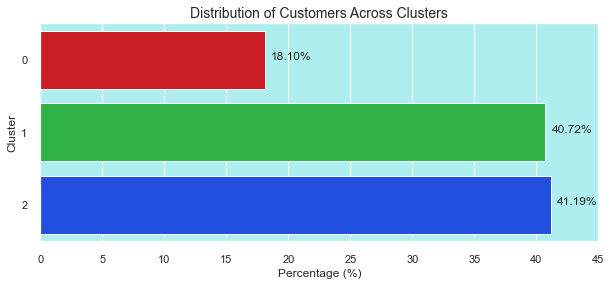 Distribution of Customers Across Clusters
0
18.10%
1
40.72%
Cluster
2
41.19%
0 5 10 15 20 25 30 35 40 45
Percentage (%)